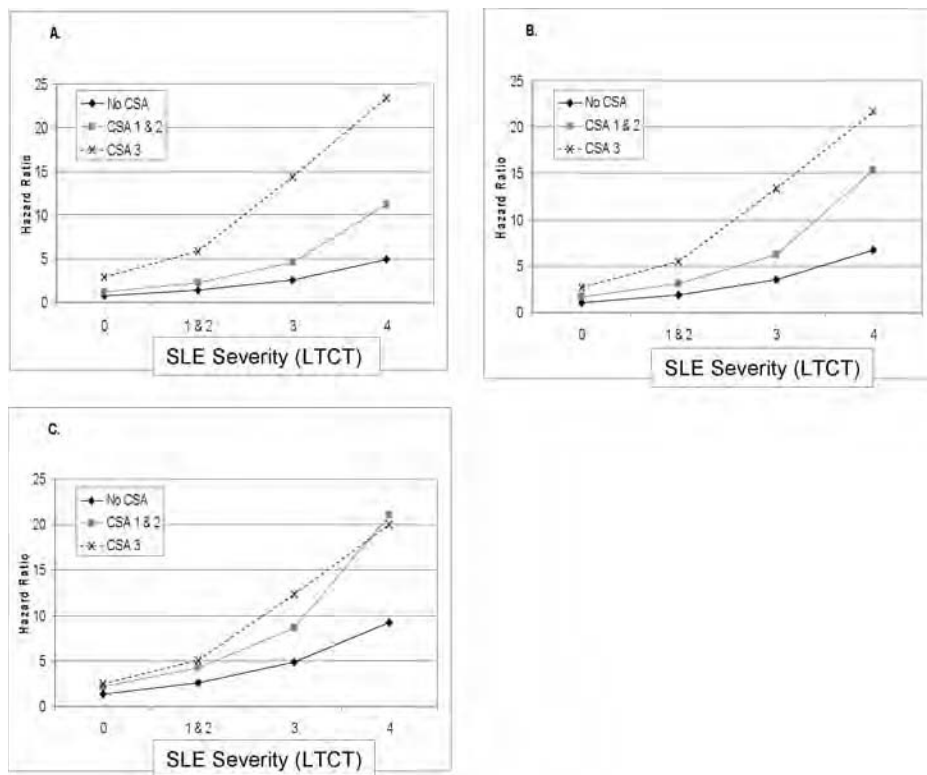 A.
25
20
15
10
5
0
Hazard Ratio
No CSA
CSA 1 & 2
CSA 3
0 1 & 2 3 4
SLE Severity (LTCT)
B.
25
20
15
10
5
0
Hazard Ratio
No CSA
CSA 1 & 2
CSA 3
0 1 & 2 3 4
SLE Severity (LTCT)
C.
25
20
15
10
5
0
Hazard Ratio
No CSA
CSA 1 & 2
CSA 3
0 1 & 2 3 4
SLE Severity (LTCT)